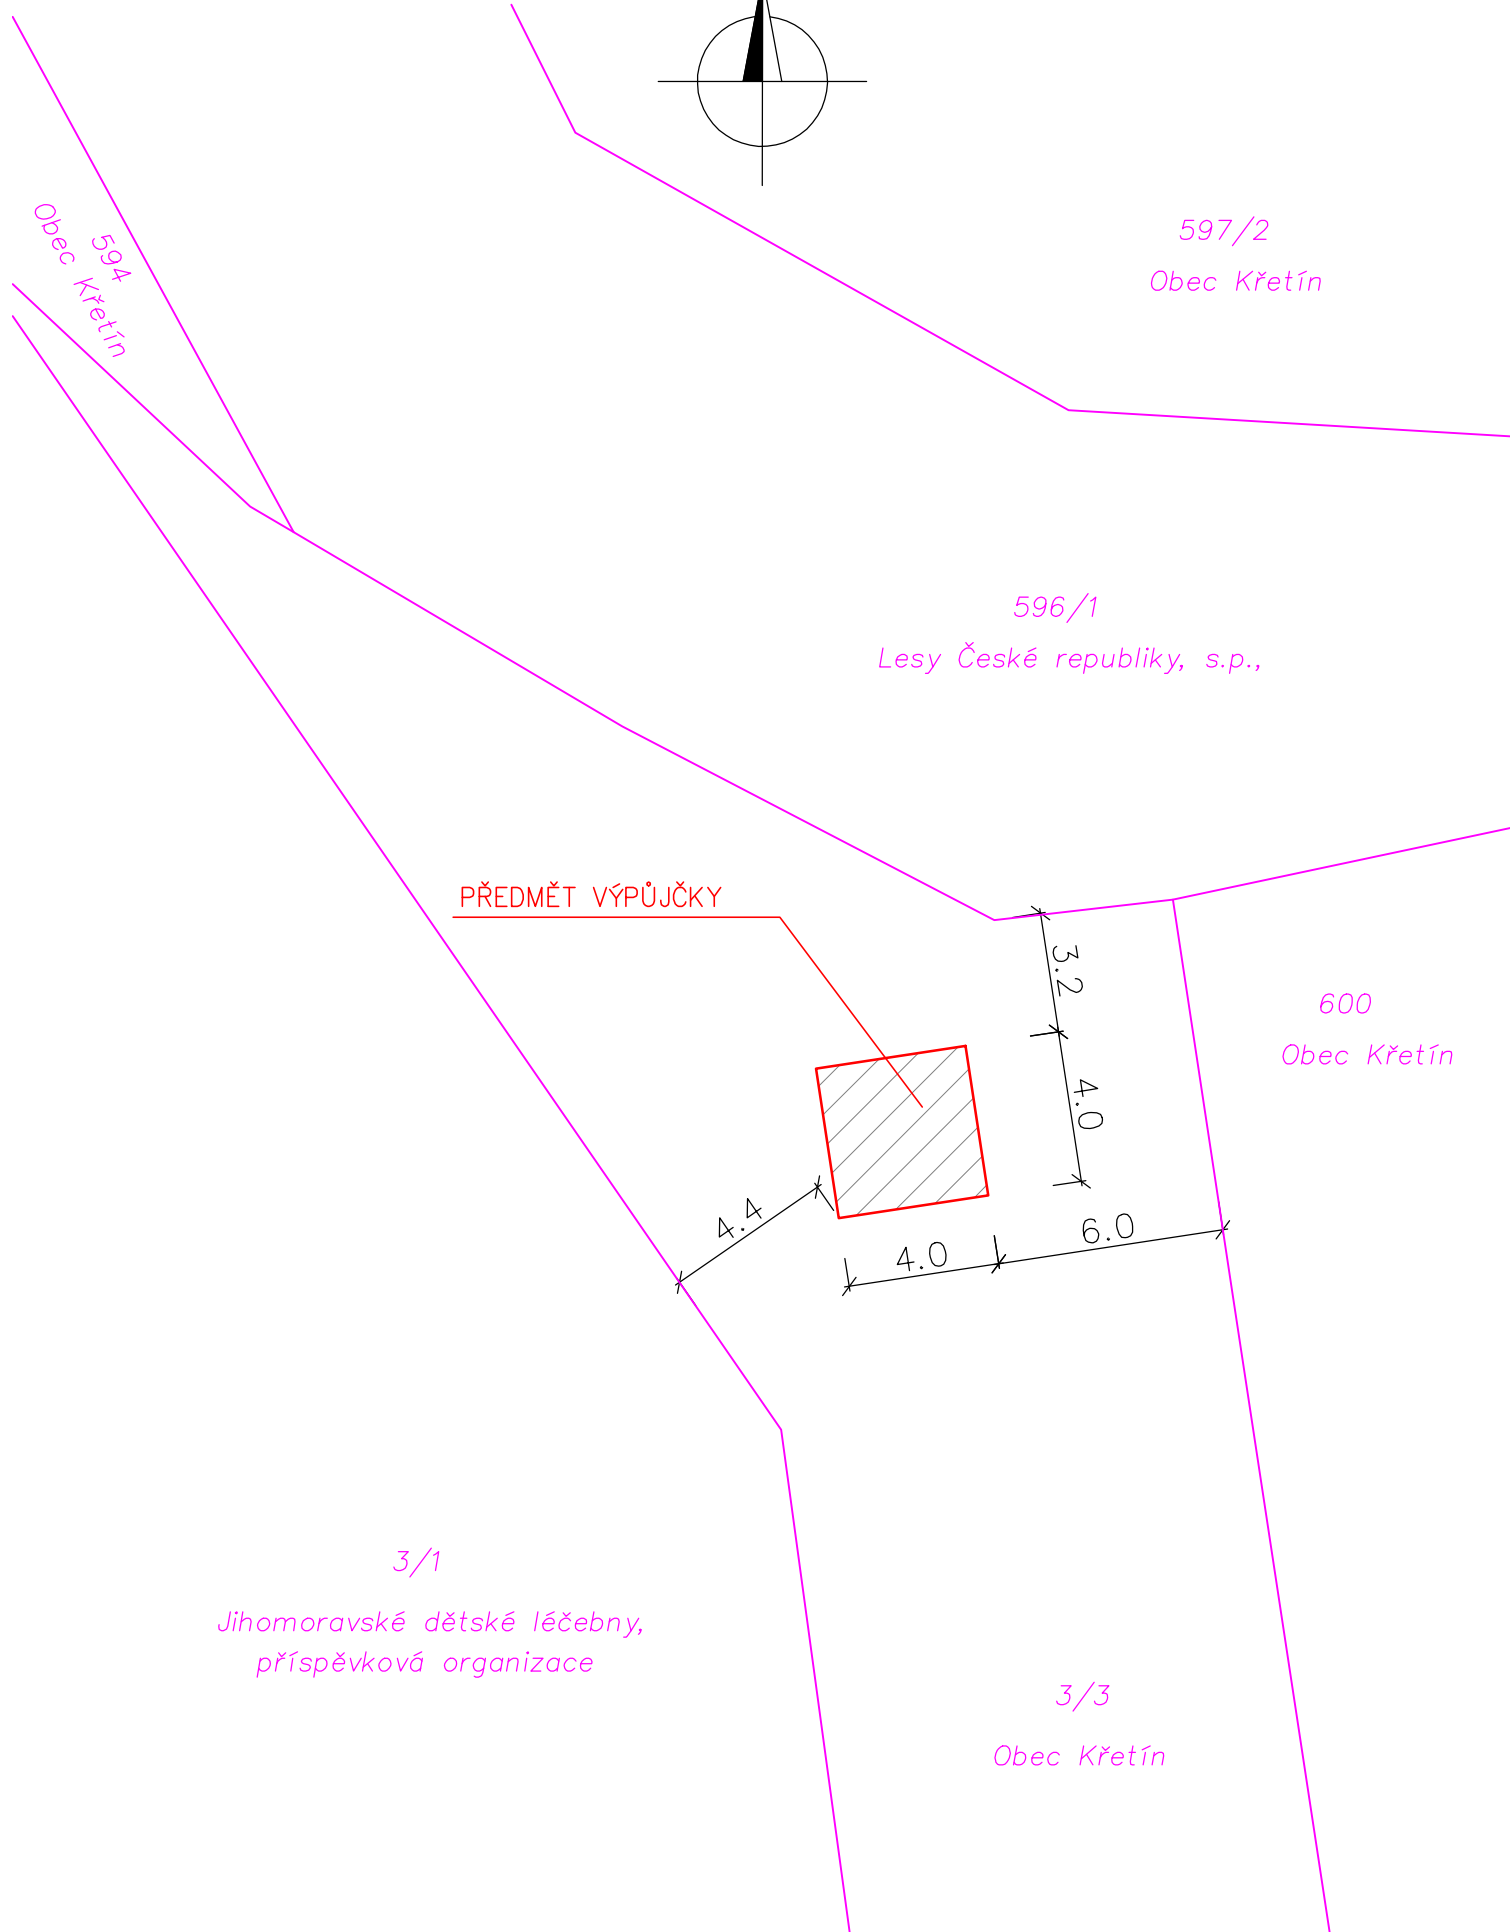 594
Obec Křetín
597/2
Obec Křetín
596/1
Lesy České republiky, s.p.,
PŘEDMĚT VÝPŮJČKY
3.2
600
Obec Křetín
4.0
4.4
4.0
6.0
3/1
Jihomoravské dětské léčebny,
příspěvková organizace
3/3
Obec Křetín